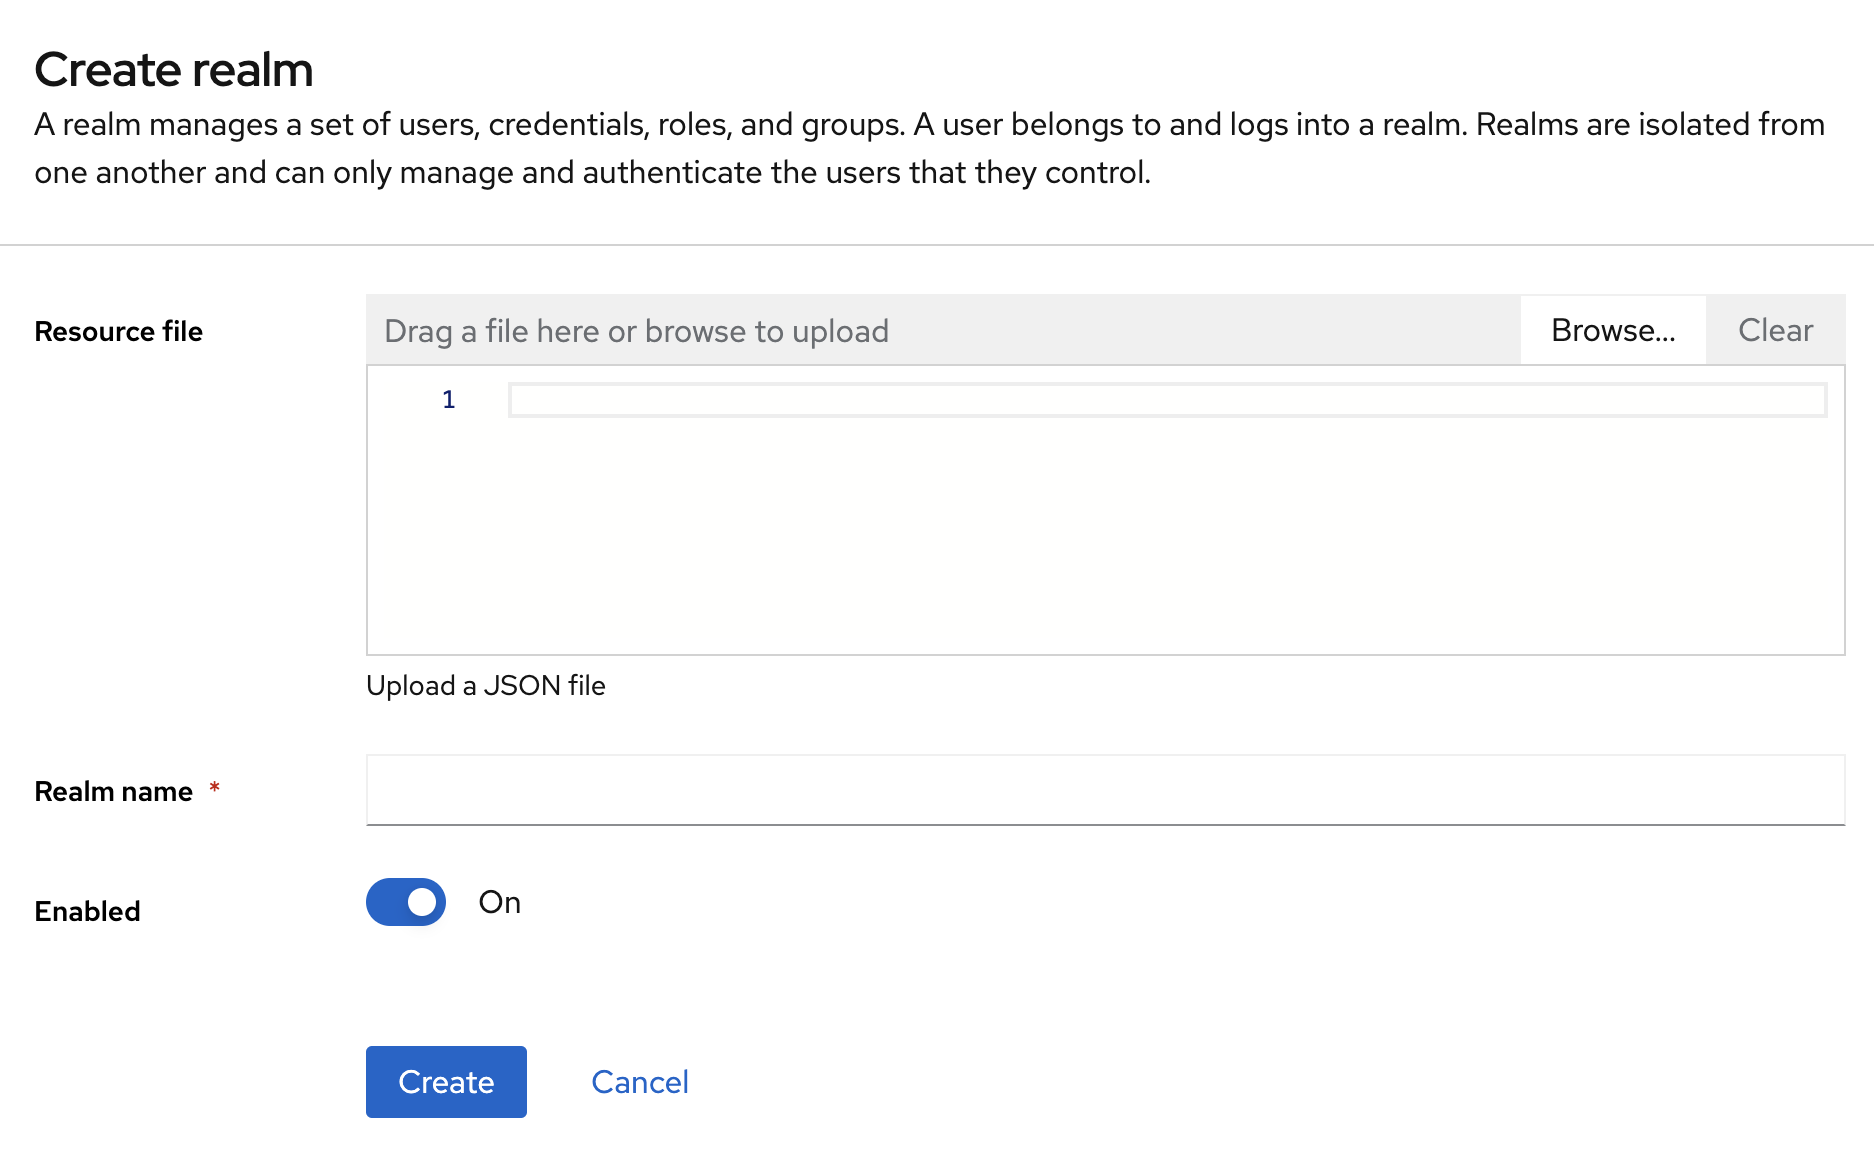 Create realm
A realm manages a set of users, credentials, roles, and groups. A user belongs to and logs into a realm. Realms are isolated from
one another and can only manage and authenticate the users that they control.
Resource file
Drag a file here or browse to upload
Browse...
Clear
1
Upload a JSON file
Realm name *
Enabled
On
Create
Cancel